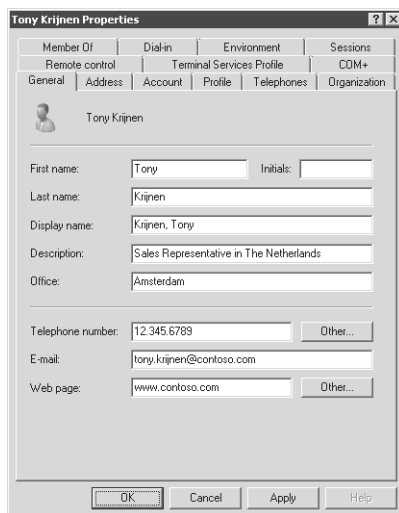 Tony Krijnen Properties ? ×
Member Of Dial-in Environment Sessions
Remote control Terminal Services Profile COM+
General Address Account Profile Telephones Organization
Tony Krijnen
First name: Tony Initials:
Last name: Krijnen
Display name: Krijnen, Tony
Description: Sales Representative in The Netherlands
Office: Amsterdam
Telephone number: 12.345.6789 Other...
E-mail: tony.krijnen@contoso.com
Web page: www.contoso.com Other...
OK Cancel Apply Help